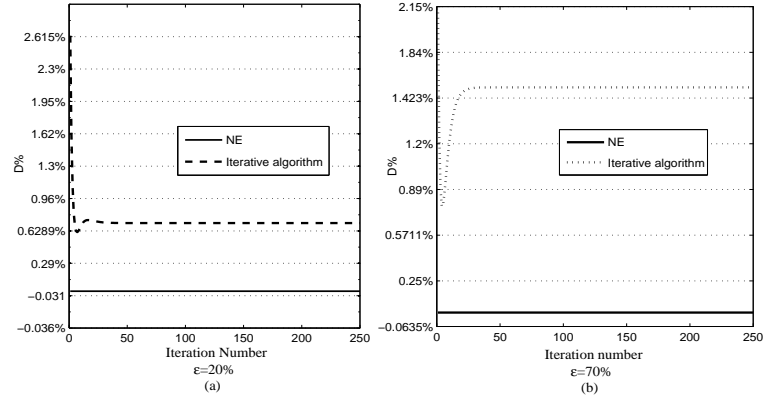 2.615%
2.3%
1.95%
1.62%
1.3%
0.96%
0.6289%
0.29%
−0.031
−0.036%
D%
NE
Iterative algorithm
0 50 100 150 200 250
Iteration Number
ε=20%
(a)
2.15%
1.84%
1.423%
1.2%
0.89%
0.5711%
0.25%
−0.0635%
D%
NE
Iterative algorithm
0 50 100 150 200 250
Iteration number
ε=70%
(b)